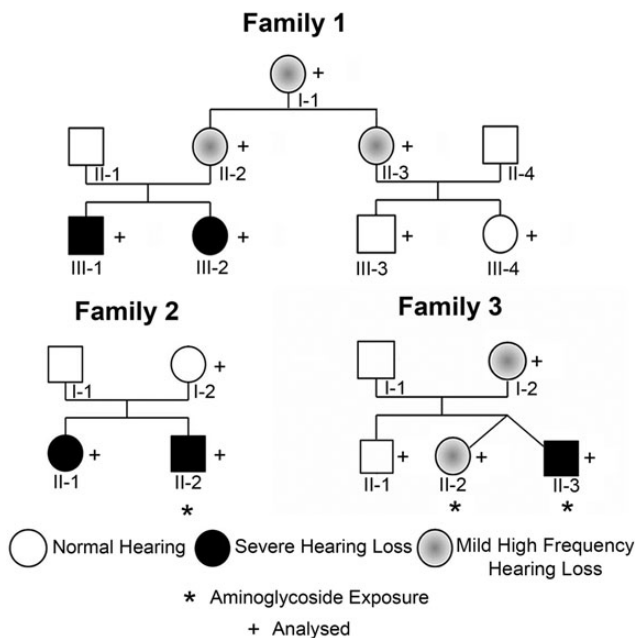 Family 1
+
I-1
+
+
II-1
II-2
II-3
II-4
+
+
+
+
III-1
III-2
III-3
III-4
Family 2
Family 3
+
+
I-1
I-2
I-1
I-2
+
+
+
+
+
II-1
II-2
II-1
II-2
II-3
*
*
*
Normal Hearing
Severe Hearing Loss
Mild High Frequency
Hearing Loss
* Aminoglycoside Exposure
+ Analysed